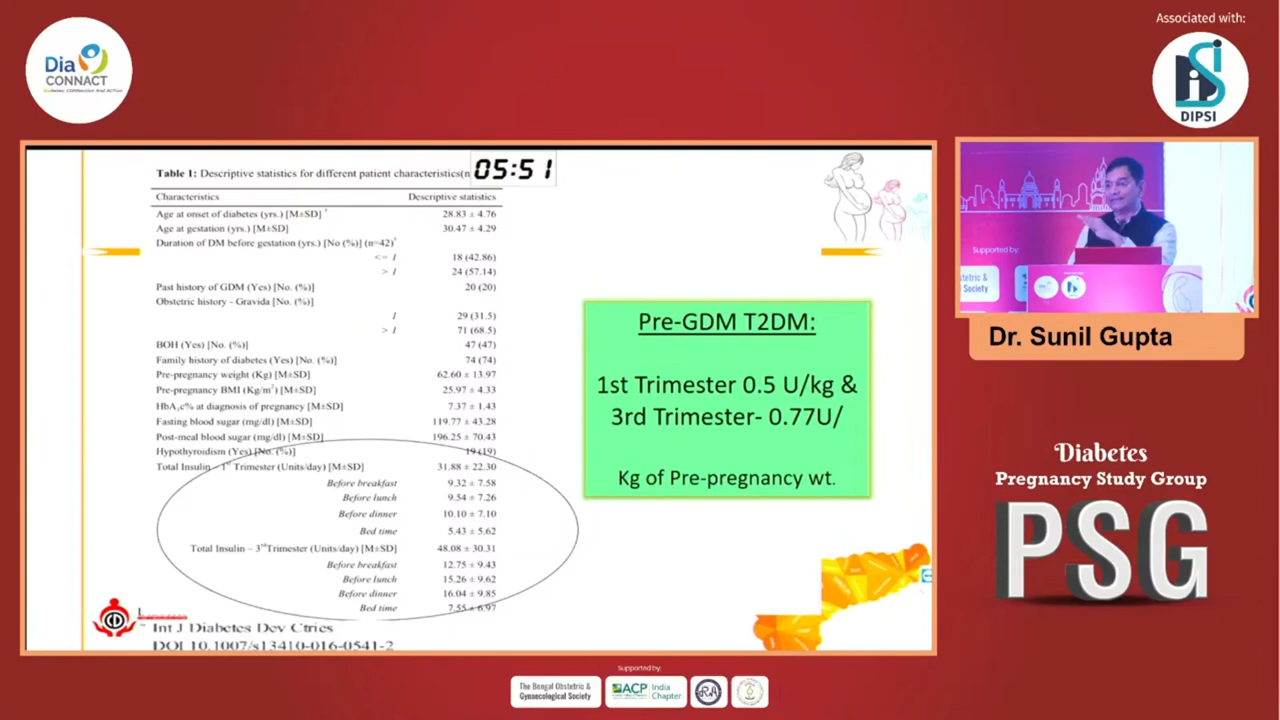 Dia
CONNACT
Diabetes CONNection And ACTion
Associated with:
DIPSI
Table 1: Descriptive statistics for different patient characteristics(n
05:51
Characteristics Descriptive statistics
Age at onset of diabetes (yrs.) [M±SD] 28.83 ± 4.76
Age at gestation (yrs.) [M±SD] 30.47 ± 4.29
Duration of DM before gestation (yrs.) [No (%)] (n=42)
<= 1 18 (42.86)
> 1 24 (57.14)
Past history of GDM (Yes) [No. (%)] 20 (20)
Obstetric history - Gravida [No. (%)]
1 29 (31.5)
> 1 71 (68.5)
BOH (Yes) [No. (%)] 47 (47)
Family history of diabetes (Yes) [No. (%)] 74 (74)
Pre-pregnancy weight (Kg) [M±SD] 62.60 ± 13.97
Pre-pregnancy BMI (Kg/m²) [M±SD] 25.97 ± 4.33
HbA1c% at diagnosis of pregnancy [M±SD] 7.37 ± 1.43
Fasting blood sugar (mg/dl) [M±SD] 119.77 ± 43.28
Post-meal blood sugar (mg/dl) [M±SD] 196.25 ± 70.43
Hypothyroidism (Yes) [No. (%)] 19 (19)
Total Insulin – 1st Trimester (Units/day) [M±SD] 31.88 ± 22.30
Before breakfast 9.32 ± 7.58
Before lunch 9.54 ± 7.26
Before dinner 10.10 ± 7.10
Bed time 5.43 ± 5.62
Total Insulin – 3rd Trimester (Units/day) [M±SD] 48.08 ± 30.31
Before breakfast 12.75 ± 9.43
Before lunch 15.26 ± 9.62
Before dinner 16.04 ± 9.85
Bed time 7.55 ± 6.97
Int J Diabetes Dev Ctries
DOI 10.1007/s13410-016-0541-2
Pre-GDM T2DM:
1st Trimester 0.5 U/kg &
3rd Trimester- 0.77U/
Kg of Pre-pregnancy wt.
Supported by:
Society
Dr. Sunil Gupta
Diabetes
Pregnancy Study Group
PSG
Supported by:
The Bengal Obstetric &
Gynaecological Society
ACP India
Chapter